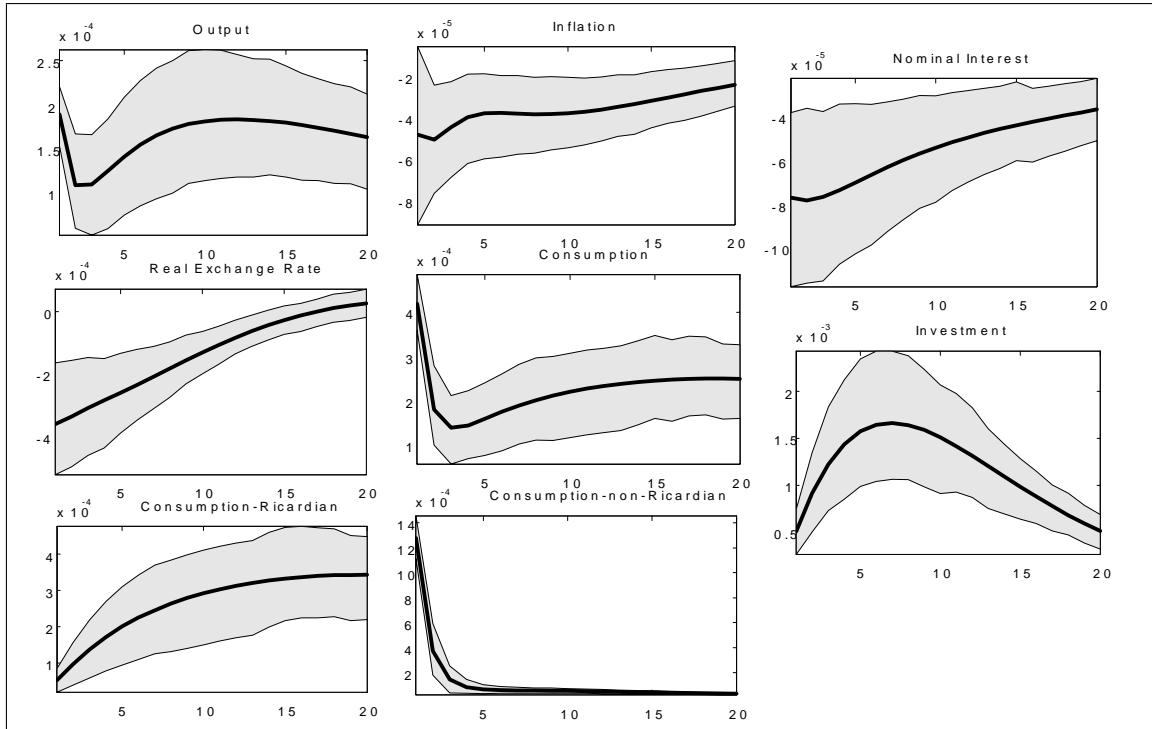 Output
x 10-4
2.5
2
1.5
1
5 10 15 20
Inflation
x 10-5
-2
-4
-6
-8
5 10 15 20
Nominal Interest
x 10-5
-4
-6
-8
-10
5 10 15 20
Real Exchange Rate
x 10-4
0
-2
-4
5 10 15 20
Consumption
x 10-4
4
3
2
1
5 10 15 20
Investment
x 10-3
2
1.5
1
0.5
5 10 15 20
Consumption-Ricardian
x 10-4
4
3
2
1
5 10 15 20
Consumption-non-Ricardian
x 10-4
14
12
10
8
6
4
2
5 10 15 20